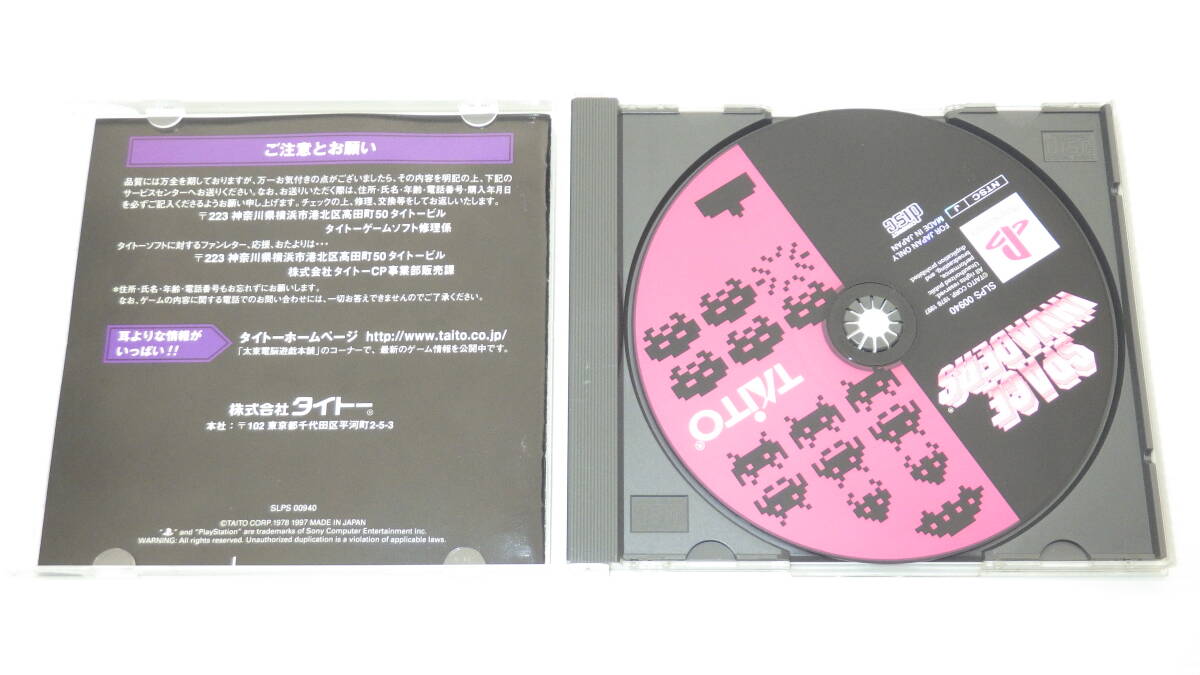 ご注意とお願い
品質には万全を期しておりますが、万一お気付きの点がございましたら、その内容を明記の上、下記の
サービスセンターへお送りください。なお、お送りいただく際は、住所・氏名・年齢・電話番号・購入年月日
を必ずご記入くださるようお願い申し上げます。チェックの上、修理、交換等をしてお返しいたします。
〒223 神奈川県横浜市港北区高田町50 タイトービル
タイトーゲームソフト修理係
タイトーソフトに対するファンレター、応援、おたよりは・・・
〒223 神奈川県横浜市港北区高田町50 タイトービル
株式会社タイトーCP事業部販売課
*住所・氏名・年齢・電話番号もお忘れずにお願いします。
なお、ゲームの内容に関する電話でのお問い合わせには、一切お答えできませんのでご了承ください。
耳よりな情報が
いっぱい!!
タイトーホームページ http://www.taito.co.jp/
「太東電脳遊戯本舗」のコーナーで、最新のゲーム情報を公開中です。
株式会社タイトー®
本社：〒102 東京都千代田区平河町2-5-3
SLPS 00940
©TAITO CORP.1978 1997 MADE IN JAPAN
" " and "PlayStation" are trademarks of Sony Computer Entertainment Inc.
WARNING: All rights reserved. Unauthorized duplication is a violation of applicable laws.
SPACE
INVADERS®
TAITO®
NTSC J
disc
FOR JAPAN ONLY
MADE IN JAPAN
SLPS 00940
©TAITO CORP. 1978 1997
All rights reserved.
Unauthorized public
performance,
broadcasting, and
duplication prohibited.
disc